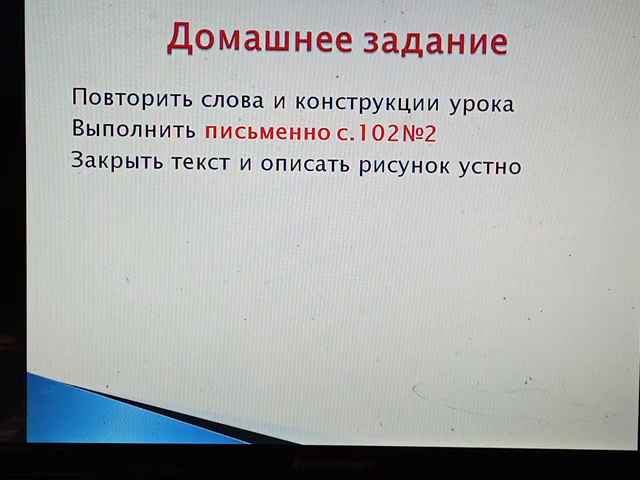 Домашнее задание
Повторить слова и конструкции урока
Выполнить письменно с.102№2
Закрыть текст и описать рисунок устно